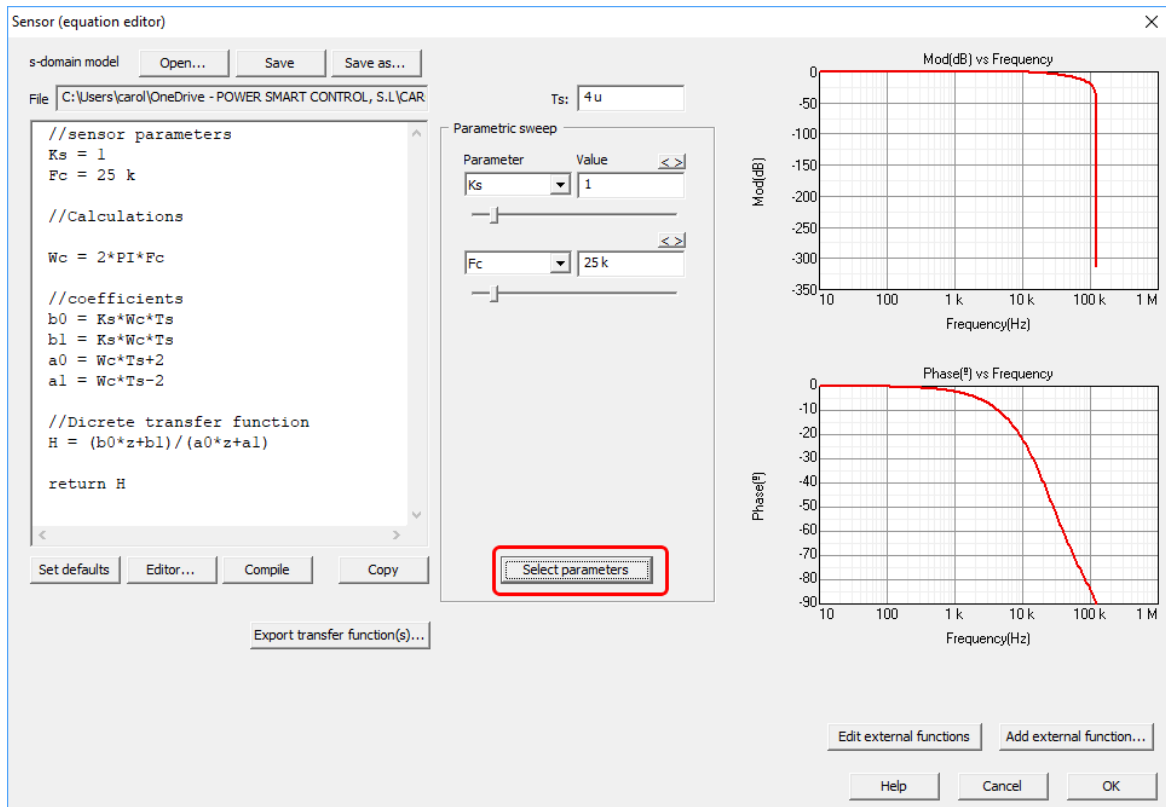 Sensor (equation editor)
s-domain model Open... Save Save as...
File C:\Users\carol\OneDrive - POWER SMART CONTROL, S.L\CAR
Ts: 4 u
//sensor parameters
Ks = 1
Fc = 25 k
//Calculations
Wc = 2*PI*Fc
//coefficients
b0 = Ks*Wc*Ts
b1 = Ks*Wc*Ts
a0 = Wc*Ts+2
a1 = Wc*Ts-2
//Dicrete transfer function
H = (b0*z+b1)/(a0*z+a1)
return H
Set defaults Editor... Compile Copy
Export transfer function(s)...
Parametric sweep
Parameter Value < >
Ks 1
< >
Fc 25 k
Select parameters
Mod(dB) vs Frequency
Mod(dB)
0
-50
-100
-150
-200
-250
-300
-350
10 100 1 k 10 k 100 k 1 M
Frequency(Hz)
Phase(º) vs Frequency
Phase(º)
0
-10
-20
-30
-40
-50
-60
-70
-80
-90
10 100 1 k 10 k 100 k 1 M
Frequency(Hz)
Edit external functions Add external function...
Help Cancel OK